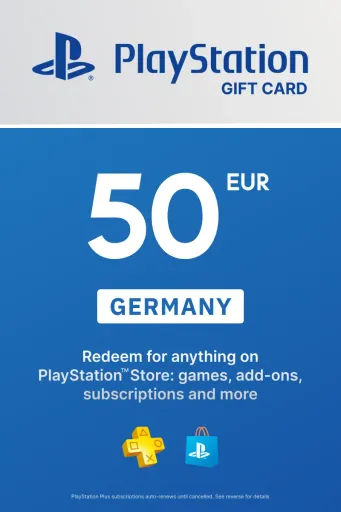 PlayStation
GIFT CARD
50 EUR
GERMANY
Redeem for anything on
PlayStation™Store: games, add-ons,
subscriptions and more
PlayStation Plus subscriptions auto-renews until cancelled. See reverse for details